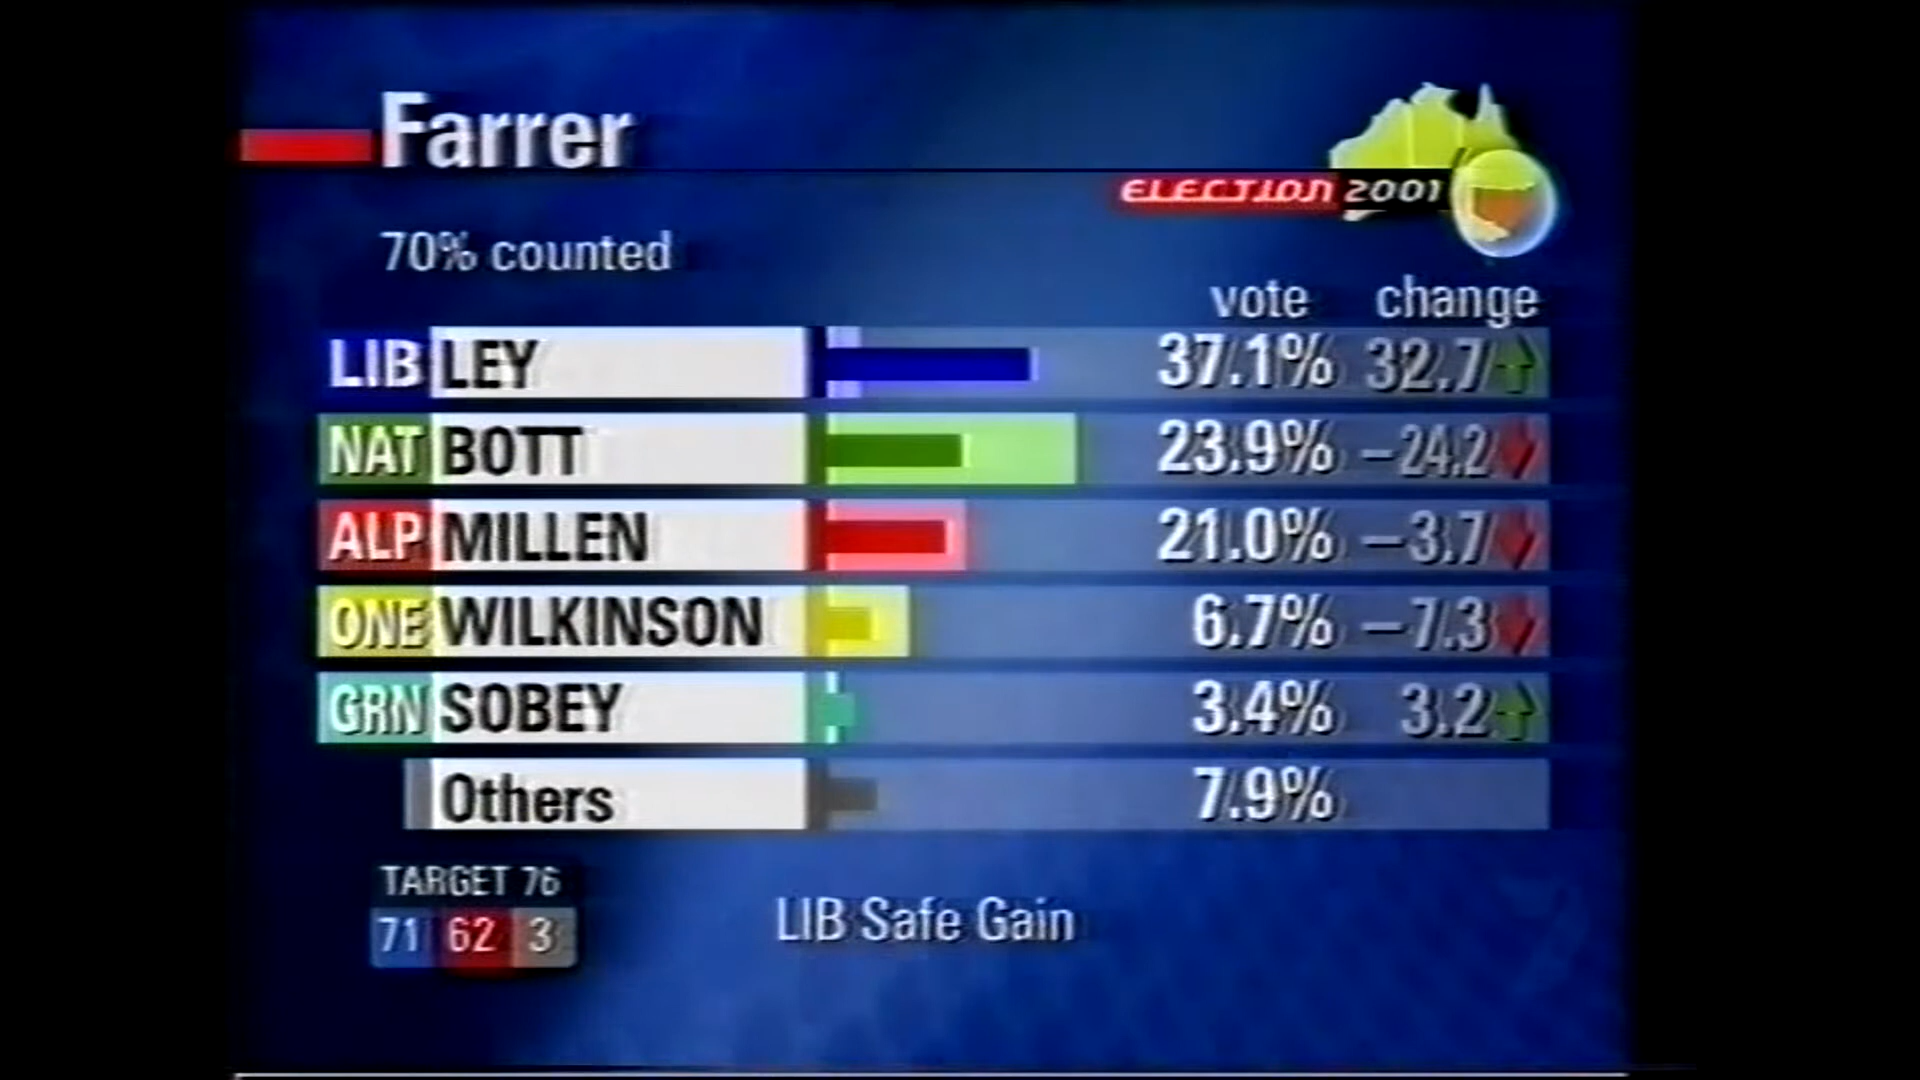 Farrer
ELECTION 2001
70% counted
vote change
LIB LEY 37.1% 32.7
NAT BOTT 23.9% -24.2
ALP MILLEN 21.0% -3.7
ONE WILKINSON 6.7% -7.3
GRN SOBEY 3.4% 3.2
Others 7.9%
TARGET 76
71 62 3
LIB Safe Gain